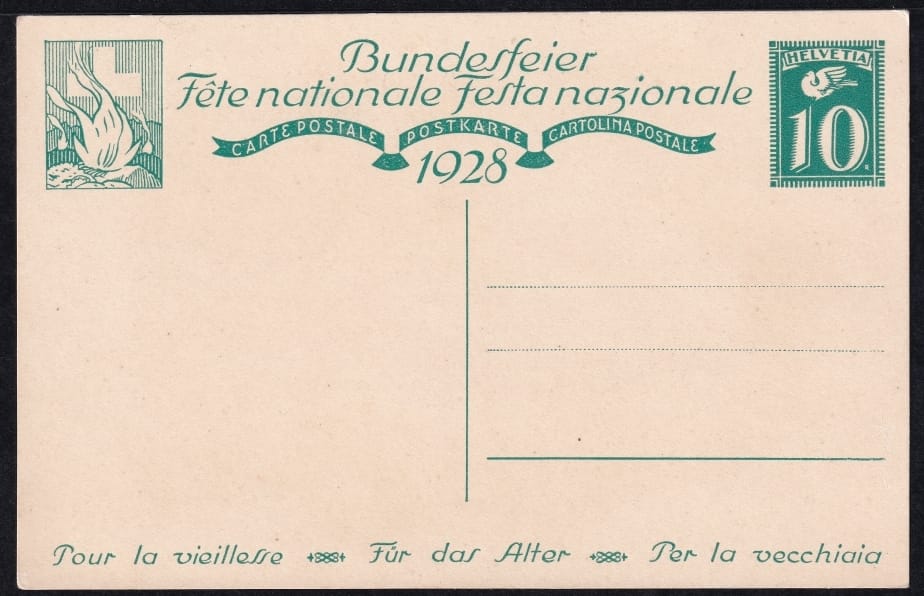 Bundesfeier
Fête nationale Festa nazionale
CARTE POSTALE POSTKARTE CARTOLINA POSTALE
1928
HELVETIA
10
Pour la vieillesse Für das Alter Per la vecchiaia